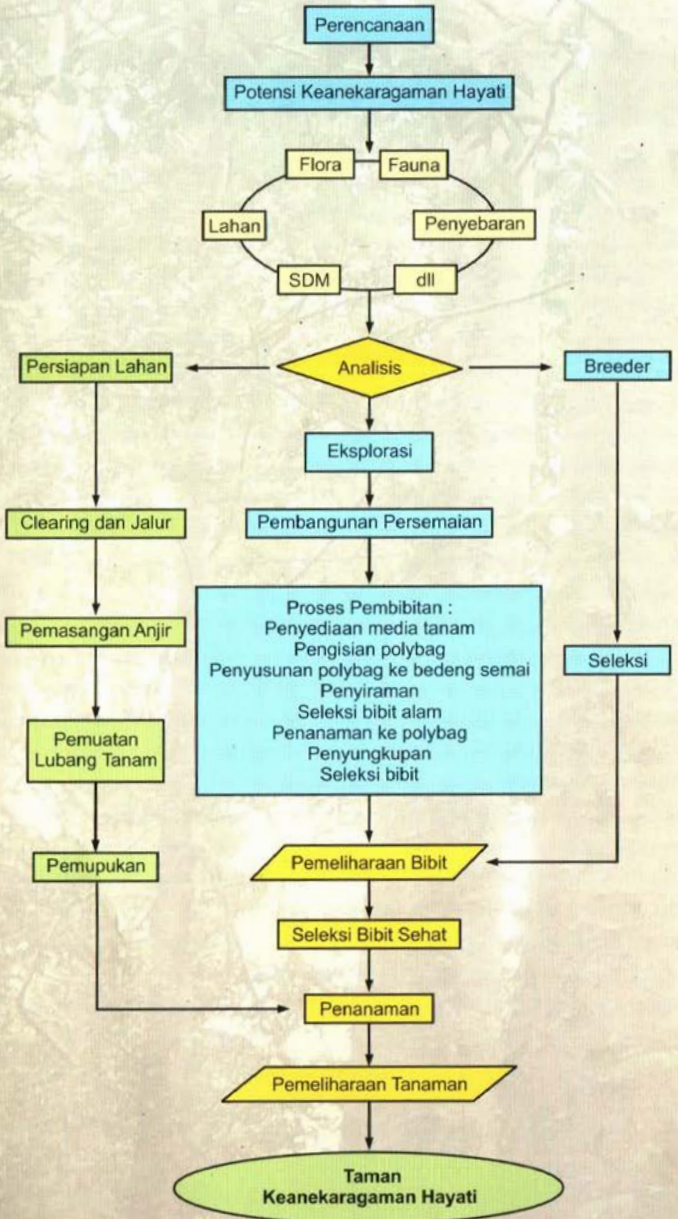 Perencanaan
Potensi Keanekaragaman Hayati
Flora
Fauna
Lahan
Penyebaran
SDM
dll
Persiapan Lahan
Analisis
Breeder
Eksplorasi
Clearing dan Jalur
Pembangunan Persemaian
Pemasangan Anjir
Proses Pembibitan :
Penyediaan media tanam
Pengisian polybag
Penyusunan polybag ke bedeng semai
Penyiraman
Seleksi bibit alam
Penanaman ke polybag
Penyungkupan
Seleksi bibit
Seleksi
Pemuatan
Lubang Tanam
Pemupukan
Pemeliharaan Bibit
Seleksi Bibit Sehat
Penanaman
Pemeliharaan Tanaman
Taman
Keanekaragaman Hayati